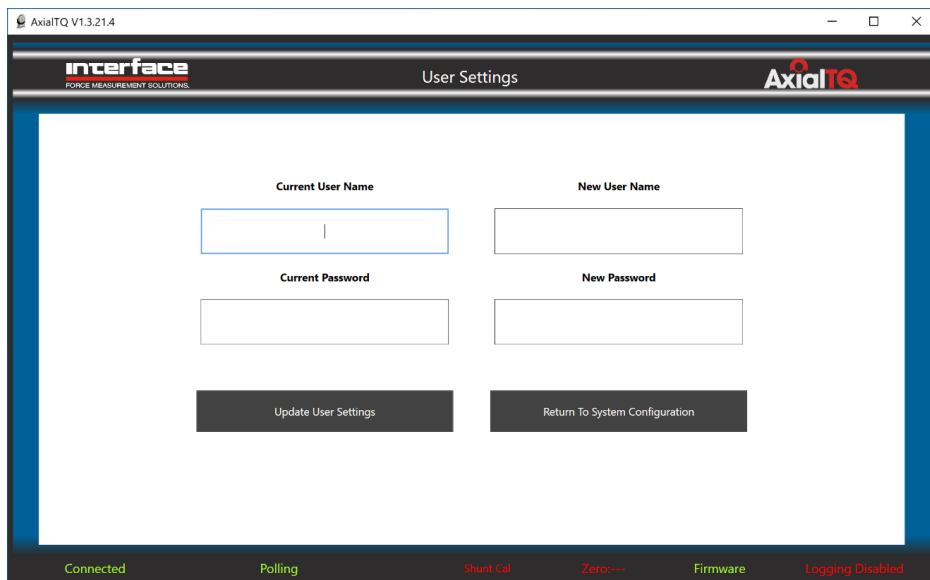 AxialTQ V1.3.21.4
interface
FORCE MEASUREMENT SOLUTIONS.
User Settings
AxialTQ
Current User Name
New User Name
Current Password
New Password
Update User Settings
Return To System Configuration
Connected
Polling
Shunt Cal
Zero:---
Firmware
Logging Disabled